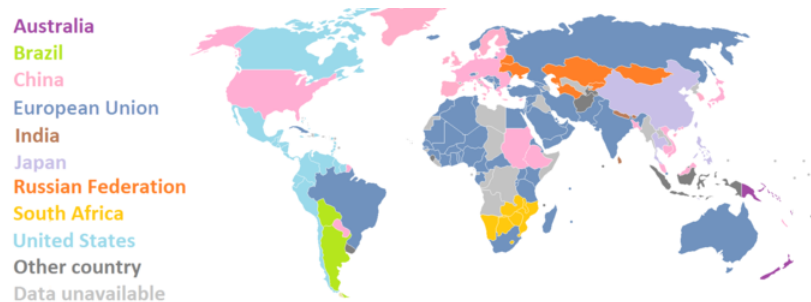 Australia
Brazil
China
European Union
India
Japan
Russian Federation
South Africa
United States
Other country
Data unavailable